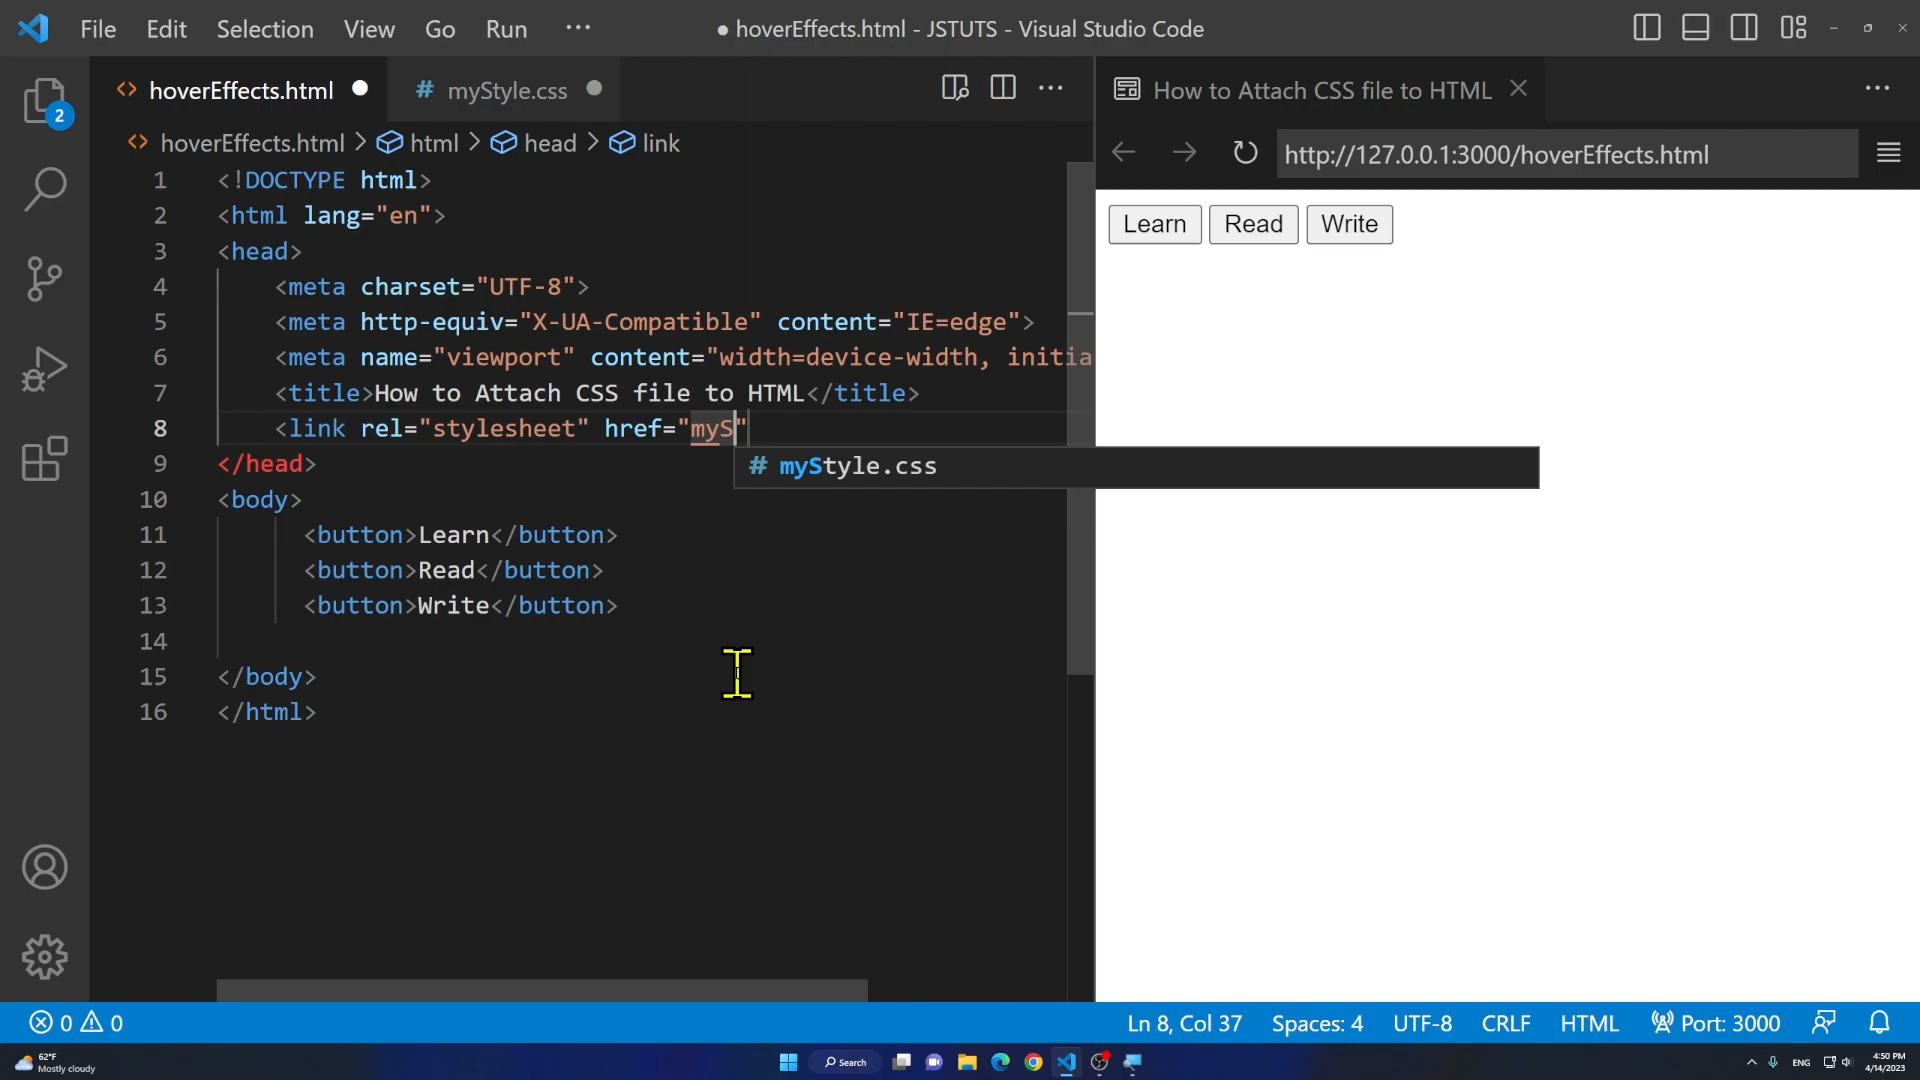 File Edit Selection View Go Run ··· ● hoverEffects.html - JSTUTS - Visual Studio Code
<> hoverEffects.html ● # myStyle.css ●
How to Attach CSS file to HTML
2
<> hoverEffects.html > html > head > link
http://127.0.0.1:3000/hoverEffects.html
1 <!DOCTYPE html>
2 <html lang="en">
3 <head>
4 <meta charset="UTF-8">
5 <meta http-equiv="X-UA-Compatible" content="IE=edge">
6 <meta name="viewport" content="width=device-width, initia
7 <title>How to Attach CSS file to HTML</title>
8 <link rel="stylesheet" href="myS"
# myStyle.css
9 </head>
10 <body>
11 <button>Learn</button>
12 <button>Read</button>
13 <button>Write</button>
14
15 </body>
16 </html>
Learn Read Write
0 0 Ln 8, Col 37 Spaces: 4 UTF-8 CRLF HTML Port: 3000
62°F
Mostly cloudy
Search
ENG
4:50 PM
4/14/2023